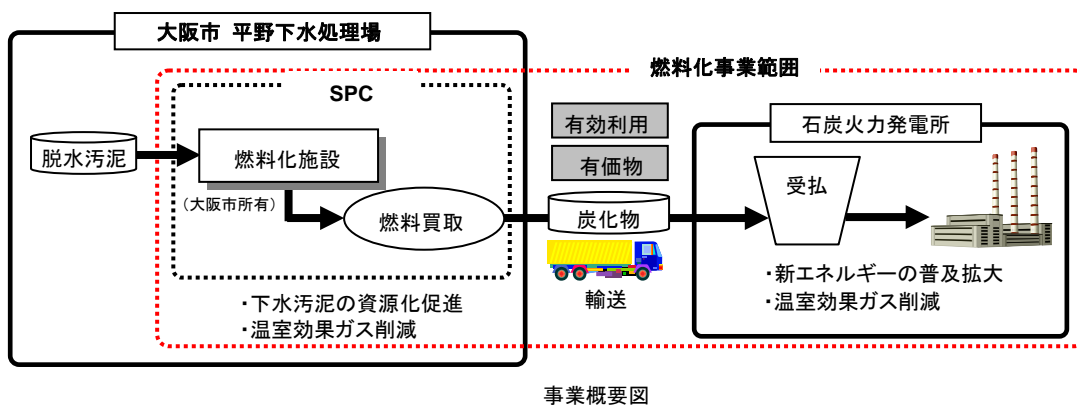 大阪市 平野下水処理場
燃料化事業範囲
SPC
脱水汚泥
燃料化施設
(大阪市所有)
燃料買取
・下水汚泥の資源化促進
・温室効果ガス削減
有効利用
有価物
炭化物
輸送
石炭火力発電所
受払
・新エネルギーの普及拡大
・温室効果ガス削減
事業概要図